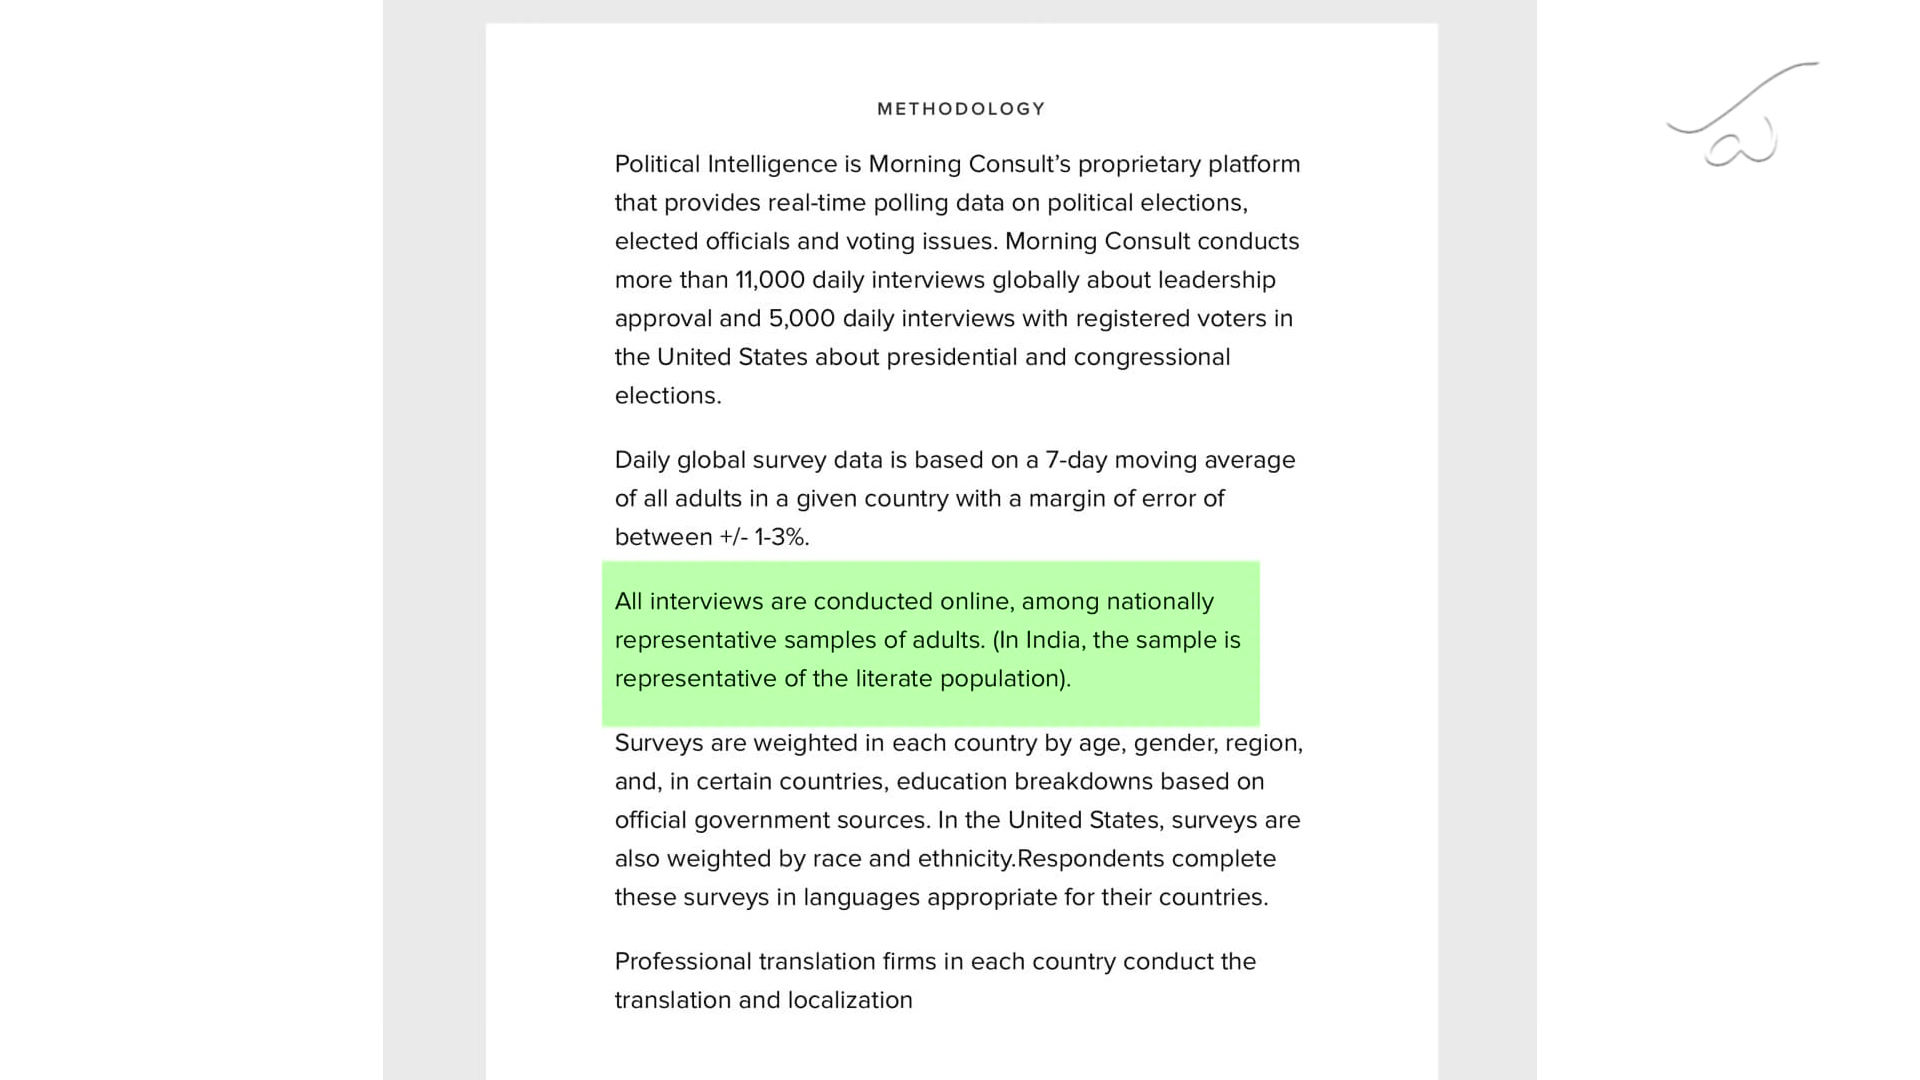 METHODOLOGY
Political Intelligence is Morning Consult’s proprietary platform
that provides real-time polling data on political elections,
elected officials and voting issues. Morning Consult conducts
more than 11,000 daily interviews globally about leadership
approval and 5,000 daily interviews with registered voters in
the United States about presidential and congressional
elections.
Daily global survey data is based on a 7-day moving average
of all adults in a given country with a margin of error of
between +/- 1-3%.
All interviews are conducted online, among nationally
representative samples of adults. (In India, the sample is
representative of the literate population).
Surveys are weighted in each country by age, gender, region,
and, in certain countries, education breakdowns based on
official government sources. In the United States, surveys are
also weighted by race and ethnicity.Respondents complete
these surveys in languages appropriate for their countries.
Professional translation firms in each country conduct the
translation and localization